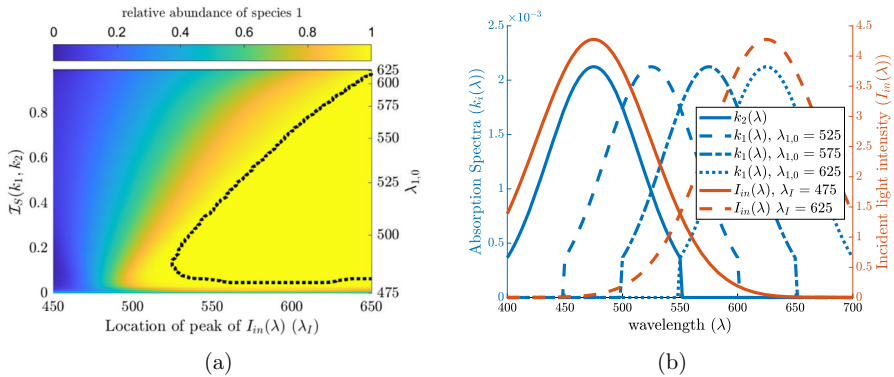 relative abundance of species 1
0 0.2 0.4 0.6 0.8 1
0.8
0.6
0.4
0.2
0
I_S(k_1, k_2)
625
600
575
550
525
500
475
λ_{1,0}
450 500 550 600 650
Location of peak of I_{in}(λ) (λ_I)
(a)
×10^{-3}
2.5
2
1.5
1
0.5
0
Absorption Spectra (k_i(λ))
k_2(λ)
k_1(λ), λ_{1,0} = 525
k_1(λ), λ_{1,0} = 575
k_1(λ), λ_{1,0} = 625
I_{in}(λ), λ_I = 475
I_{in}(λ) λ_I = 625
4.5
4
3.5
3
2.5
2
1.5
1
0.5
0
Incident light intensity (I_{in}(λ))
400 450 500 550 600 650 700
wavelength (λ)
(b)